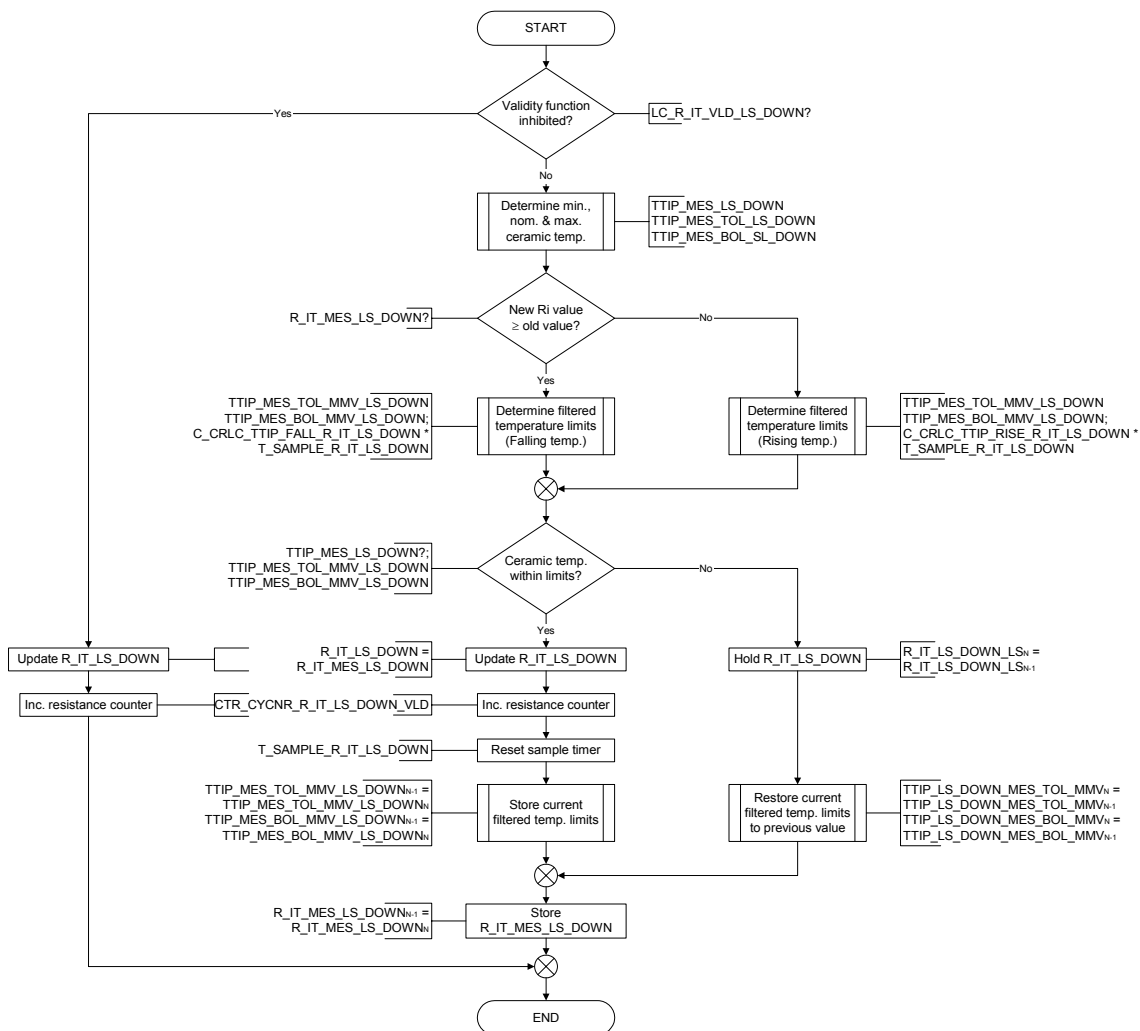 START
Validity function
inhibited?
LC_R_IT_VLD_LS_DOWN?
Yes
No
Determine min.,
nom. & max.
ceramic temp.
TTIP_MES_LS_DOWN
TTIP_MES_TOL_LS_DOWN
TTIP_MES_BOL_SL_DOWN
R_IT_MES_LS_DOWN?
New Ri value
≥ old value?
No
Yes
TTIP_MES_TOL_MMV_LS_DOWN
TTIP_MES_BOL_MMV_LS_DOWN;
C_CRLC_TTIP_FALL_R_IT_LS_DOWN *
T_SAMPLE_R_IT_LS_DOWN
Determine filtered
temperature limits
(Falling temp.)
Determine filtered
temperature limits
(Rising temp.)
TTIP_MES_TOL_MMV_LS_DOWN
TTIP_MES_BOL_MMV_LS_DOWN;
C_CRLC_TTIP_RISE_R_IT_LS_DOWN *
T_SAMPLE_R_IT_LS_DOWN
TTIP_MES_LS_DOWN?;
TTIP_MES_TOL_MMV_LS_DOWN
TTIP_MES_BOL_MMV_LS_DOWN
Ceramic temp.
within limits?
No
Yes
Update R_IT_LS_DOWN
R_IT_LS_DOWN =
R_IT_MES_LS_DOWN
Update R_IT_LS_DOWN
Hold R_IT_LS_DOWN
R_IT_LS_DOWN_LSN =
R_IT_LS_DOWN_LSN-1
Inc. resistance counter
CTR_CYCNR_R_IT_LS_DOWN_VLD
Inc. resistance counter
T_SAMPLE_R_IT_LS_DOWN
Reset sample timer
TTIP_MES_TOL_MMV_LS_DOWNN-1 =
TTIP_MES_TOL_MMV_LS_DOWNN
TTIP_MES_BOL_MMV_LS_DOWNN-1 =
TTIP_MES_BOL_MMV_LS_DOWNN
Store current
filtered temp. limits
Restore current
filtered temp. limits
to previous value
TTIP_LS_DOWN_MES_TOL_MMVN =
TTIP_LS_DOWN_MES_TOL_MMVN-1
TTIP_LS_DOWN_MES_BOL_MMVN =
TTIP_LS_DOWN_MES_BOL_MMVN-1
R_IT_MES_LS_DOWNN-1 =
R_IT_MES_LS_DOWNN
Store
R_IT_MES_LS_DOWN
END